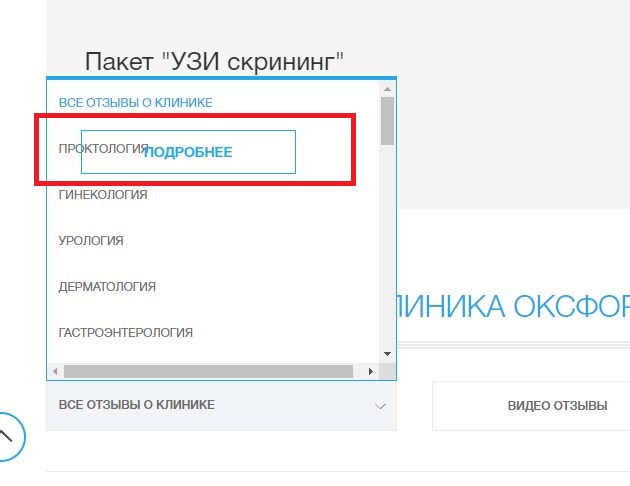 Пакет "УЗИ скрининг"
ВСЕ ОТЗЫВЫ О КЛИНИКЕ
ПРОКТОЛОГИЯ
ПОДРОБНЕЕ
ГИНЕКОЛОГИЯ
УРОЛОГИЯ
ДЕРМАТОЛОГИЯ
ГАСТРОЭНТЕРОЛОГИЯ
ЛИНИКА ОКСФОР
ВСЕ ОТЗЫВЫ О КЛИНИКЕ
ВИДЕО ОТЗЫВЫ